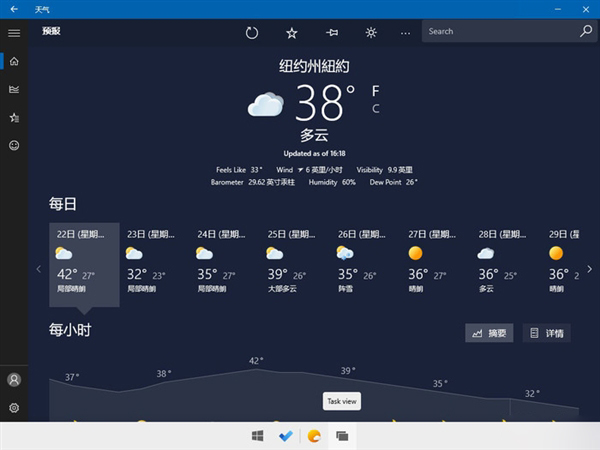 天气
预报
Search
纽约州紐約
38° F
C
多云
Updated as of 16:18
Feels Like 33° Wind 6 英里/小时 Visibility 9.9 英里
Barometer 29.62 英寸汞柱 Humidity 60% Dew Point 26°
每日
22日 (星期... 23日 (星期... 24日 (星期... 25日 (星期... 26日 (星期... 27日 (星期... 28日 (星期... 29日 (星
42° 27° 32° 23° 35° 27° 39° 26° 35° 26° 36° 26° 36° 25° 36° 2
局部晴朗 局部晴朗 局部晴朗 大部多云 阵雪 晴朗 多云 晴朗
每小时 摘要 详情
37° 38° 42° 39° 35° 32°
Task view